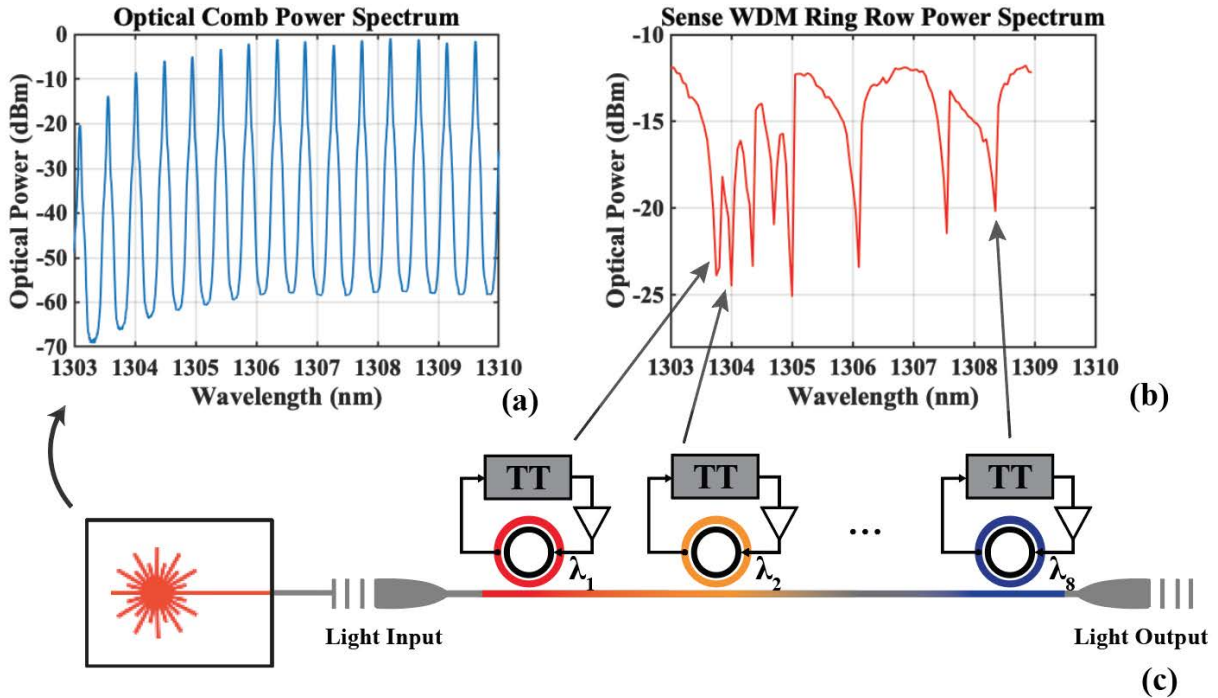 Optical Comb Power Spectrum
0
-10
-20
-30
-40
-50
-60
-70
Optical Power (dBm)
1303 1304 1305 1306 1307 1308 1309 1310
Wavelength (nm)
(a)
Sense WDM Ring Row Power Spectrum
-10
-15
-20
-25
Optical Power (dBm)
1303 1304 1305 1306 1307 1308 1309 1310
Wavelength (nm)
(b)
TT
TT
TT
...
λ1
λ2
λ8
Light Input
Light Output
(c)